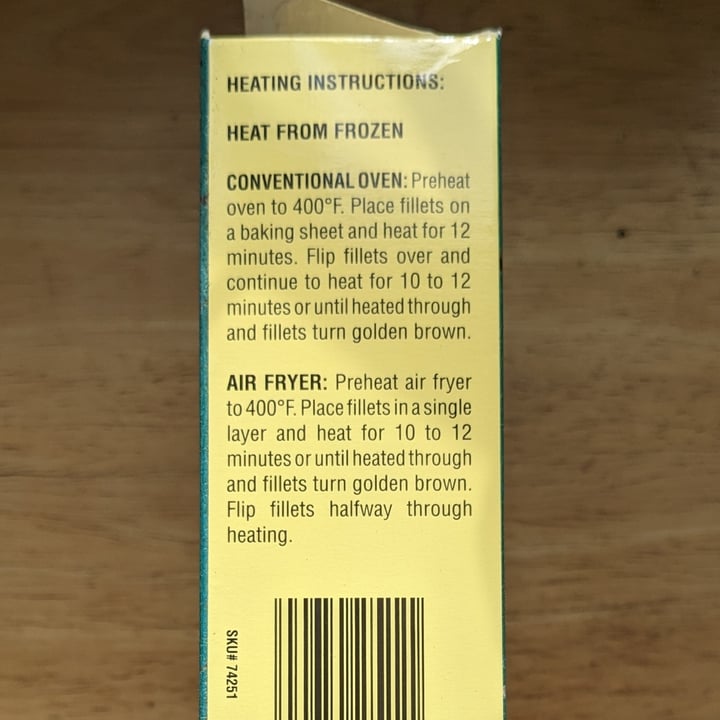 HEATING INSTRUCTIONS:
HEAT FROM FROZEN
CONVENTIONAL OVEN: Preheat
oven to 400°F. Place fillets on
a baking sheet and heat for 12
minutes. Flip fillets over and
continue to heat for 10 to 12
minutes or until heated through
and fillets turn golden brown.
AIR FRYER: Preheat air fryer
to 400°F. Place fillets in a single
layer and heat for 10 to 12
minutes or until heated through
and fillets turn golden brown.
Flip fillets halfway through
heating.
SKU# 74251